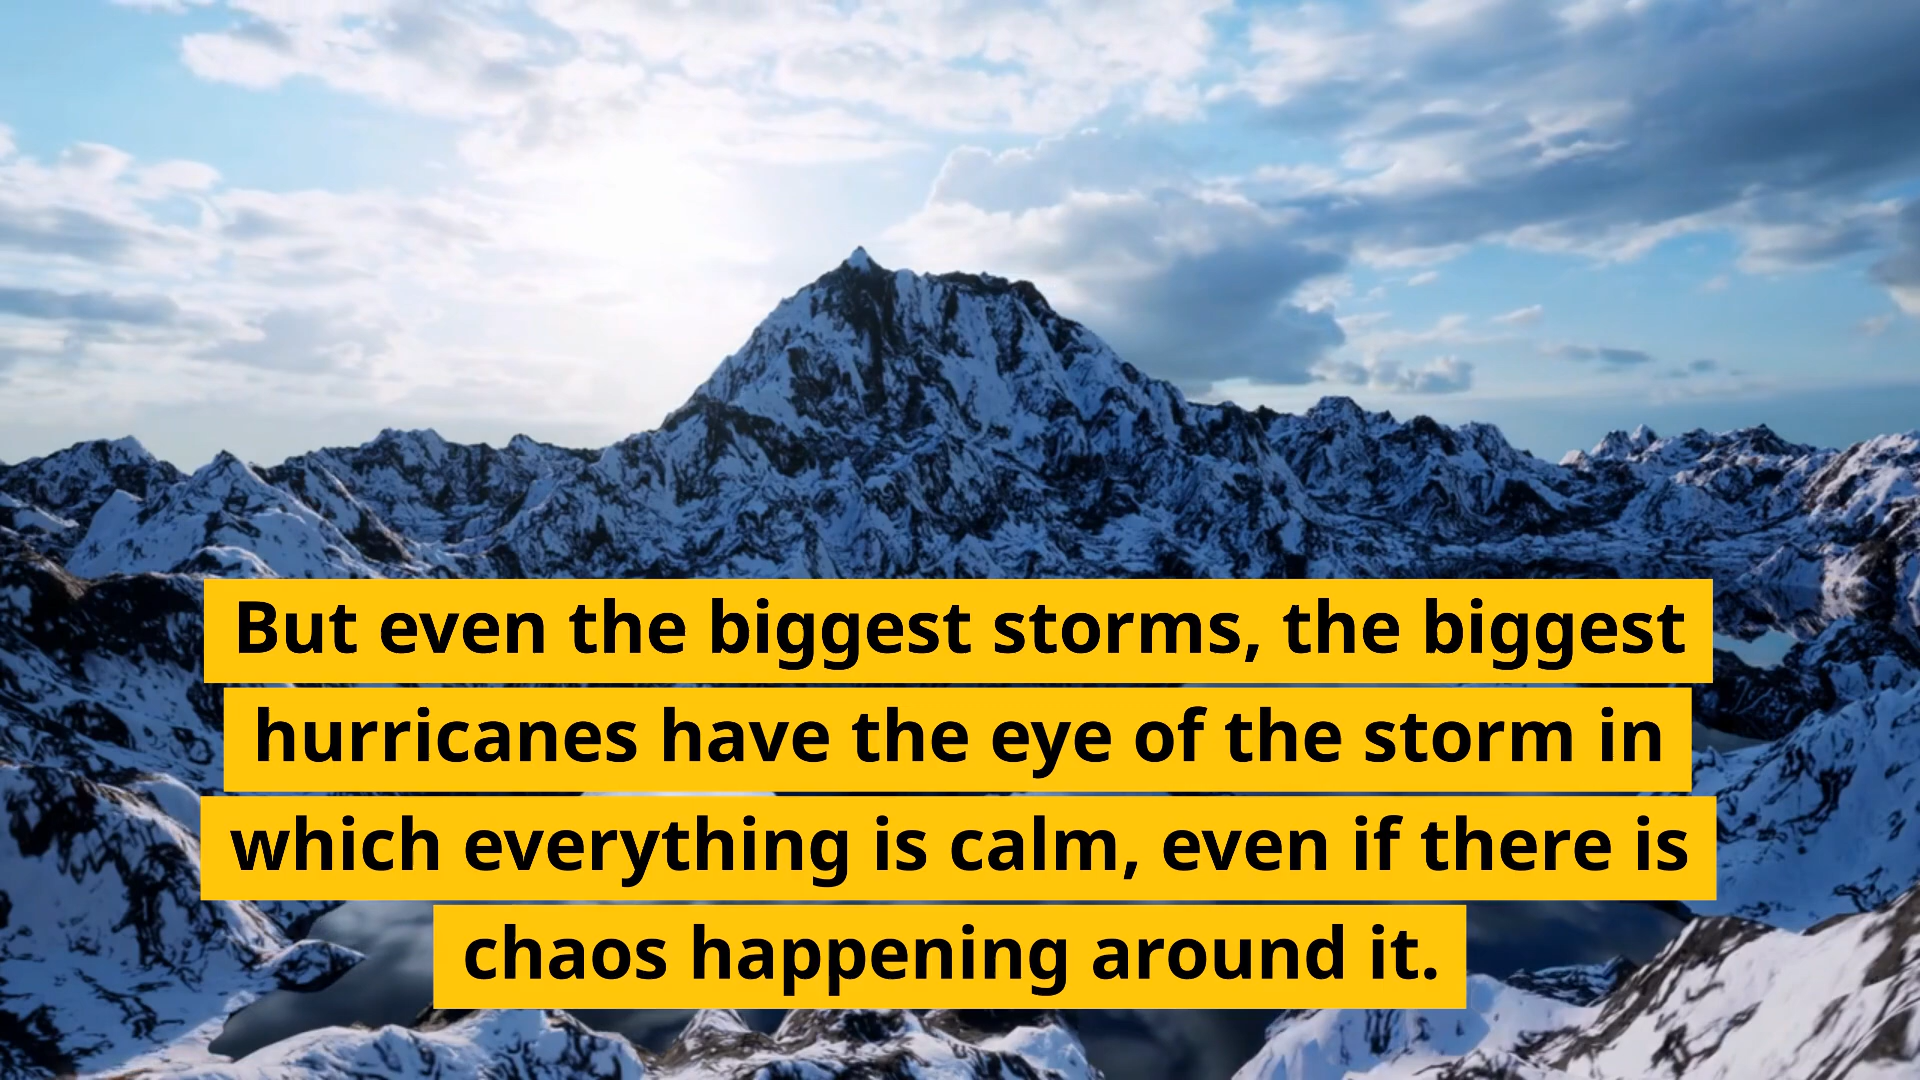 But even the biggest storms, the biggest
hurricanes have the eye of the storm in
which everything is calm, even if there is
chaos happening around it.